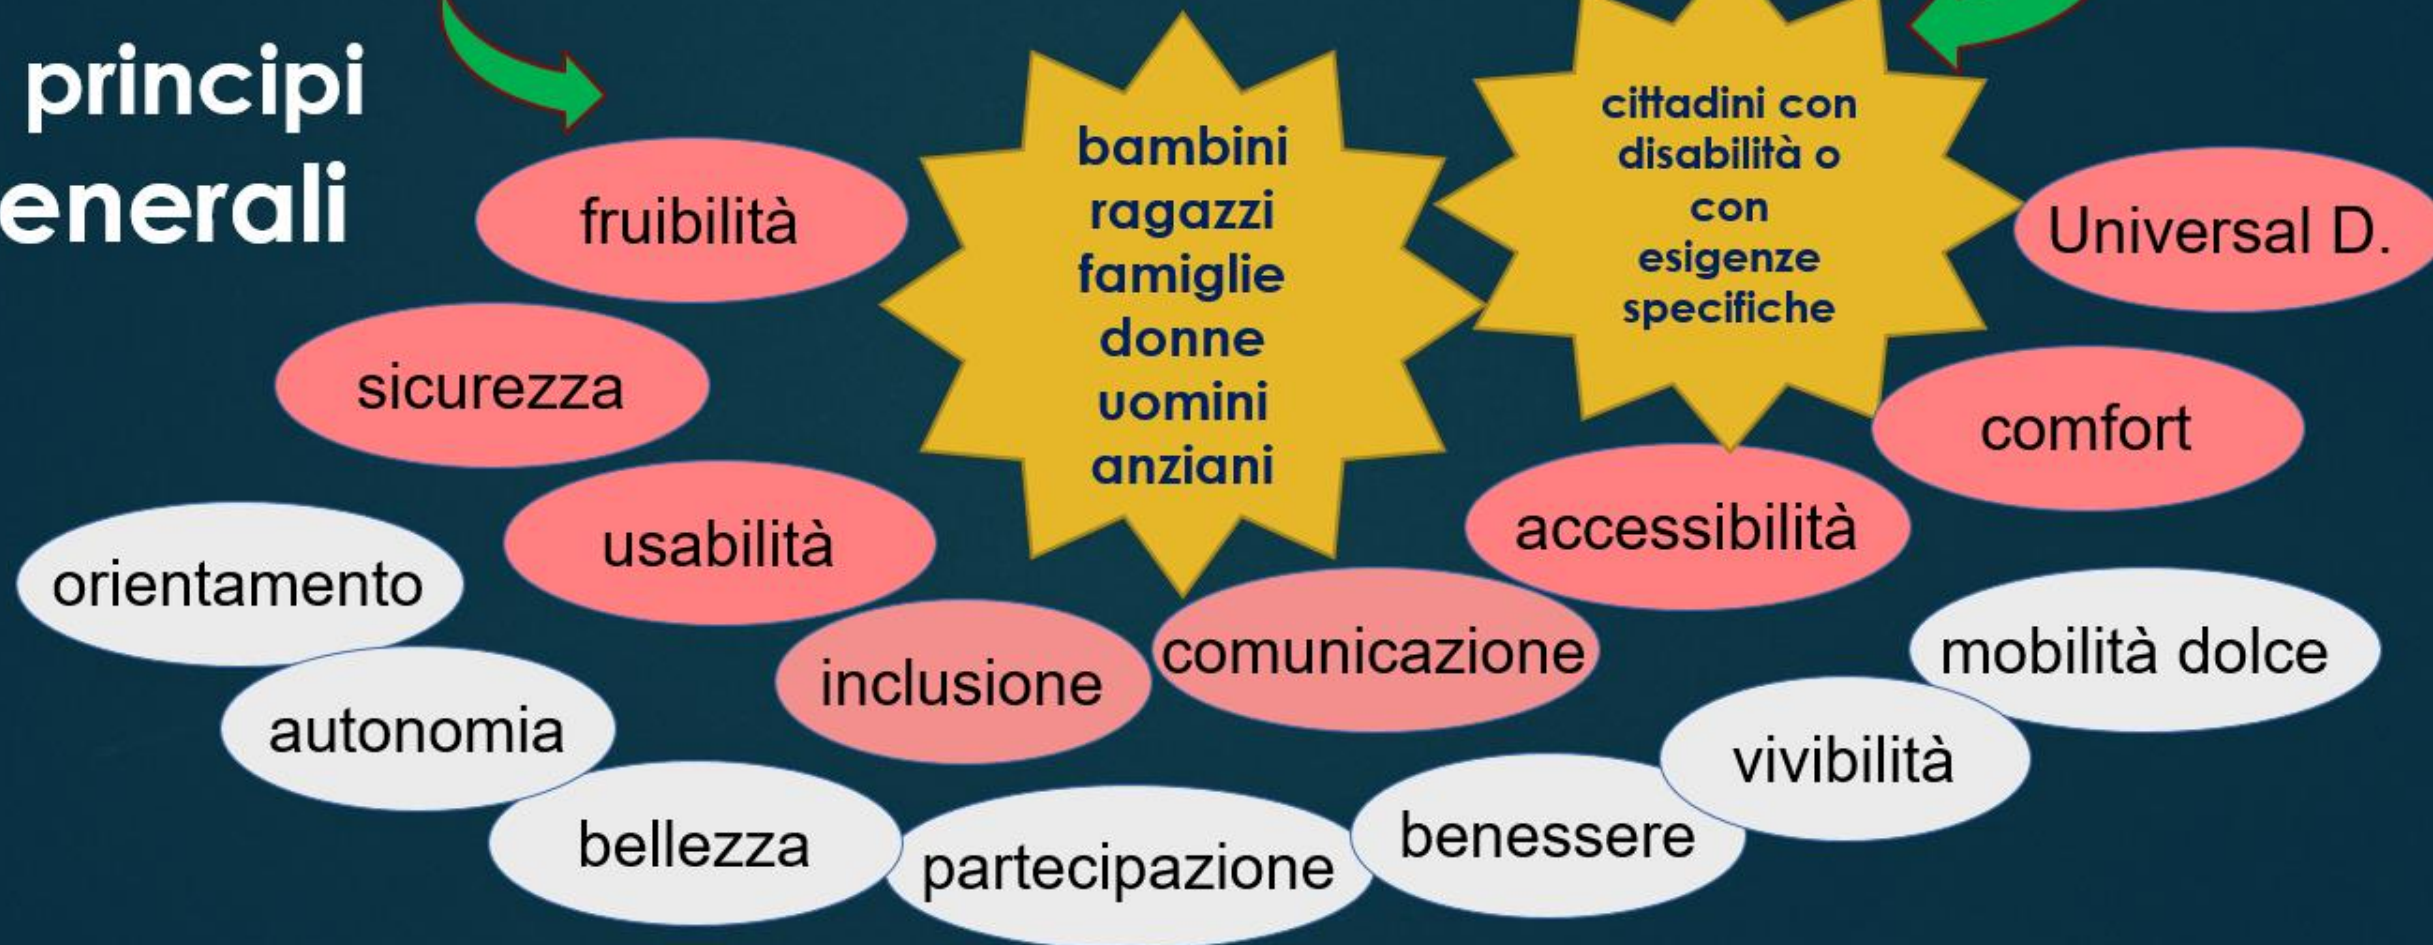 principi
enerali
fruibilità
bambini
ragazzi
famiglie
donne
uomini
anziani
cittadini con
disabilità o
con
esigenze
specifiche
Universal D.
sicurezza
comfort
usabilità
accessibilità
orientamento
inclusione
comunicazione
mobilità dolce
autonomia
vivibilità
bellezza
partecipazione
benessere